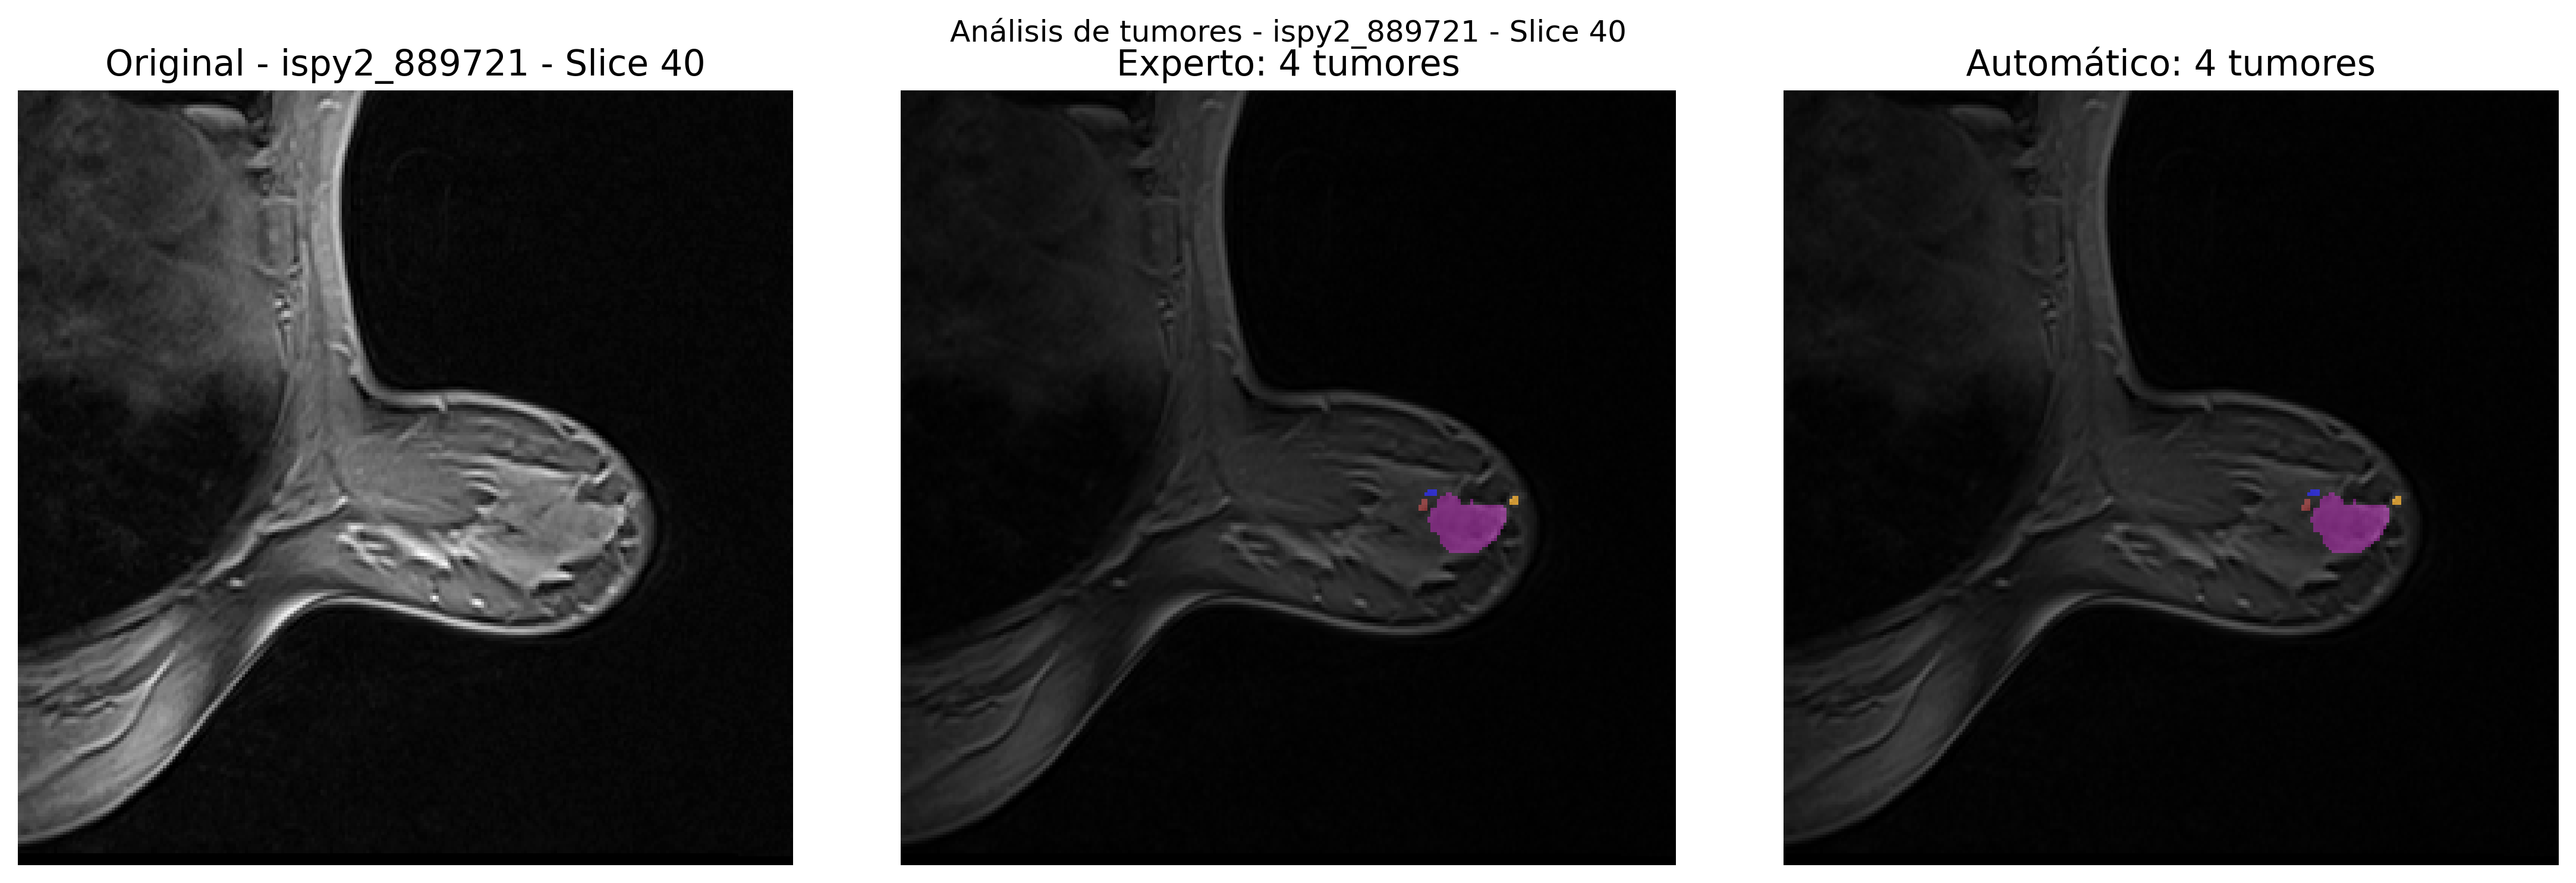 Análisis de tumores - ispy2_889721 - Slice 40
Original - ispy2_889721 - Slice 40
Experto: 4 tumores
Automático: 4 tumores